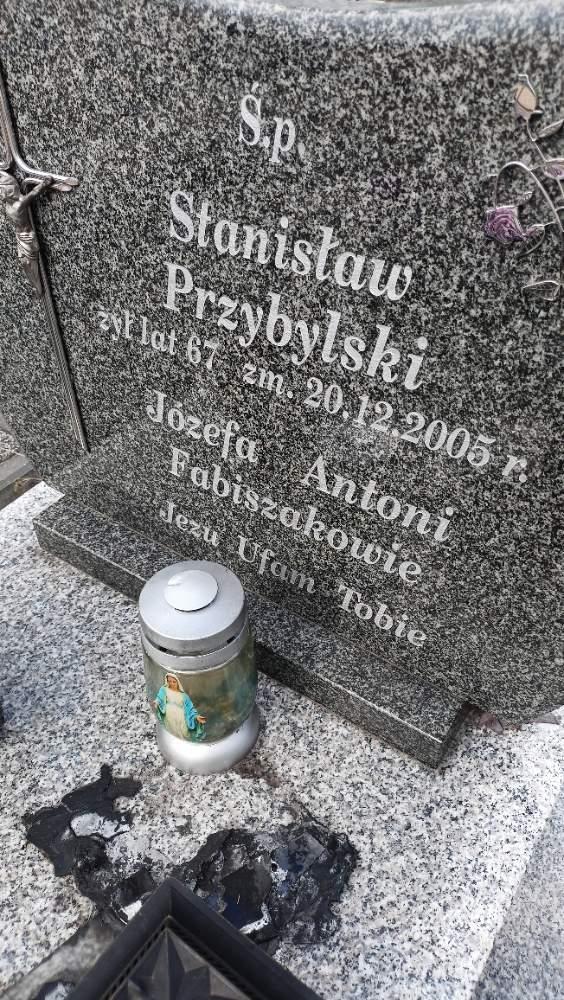 Ś.p.
Stanisław
Przybylski
żył lat 67 zm. 20.12.2005 r.
Józefa Antoni
Fabiszakowie
Jezu Ufam Tobie